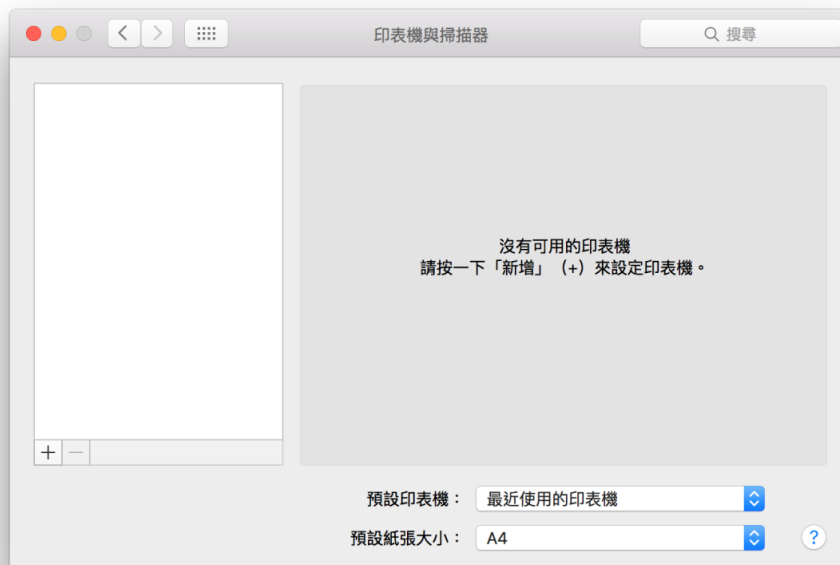 印表機與掃描器
搜尋
沒有可用的印表機
請按一下「新增」（+）來設定印表機。
預設印表機：
最近使用的印表機
預設紙張大小：
A4
?